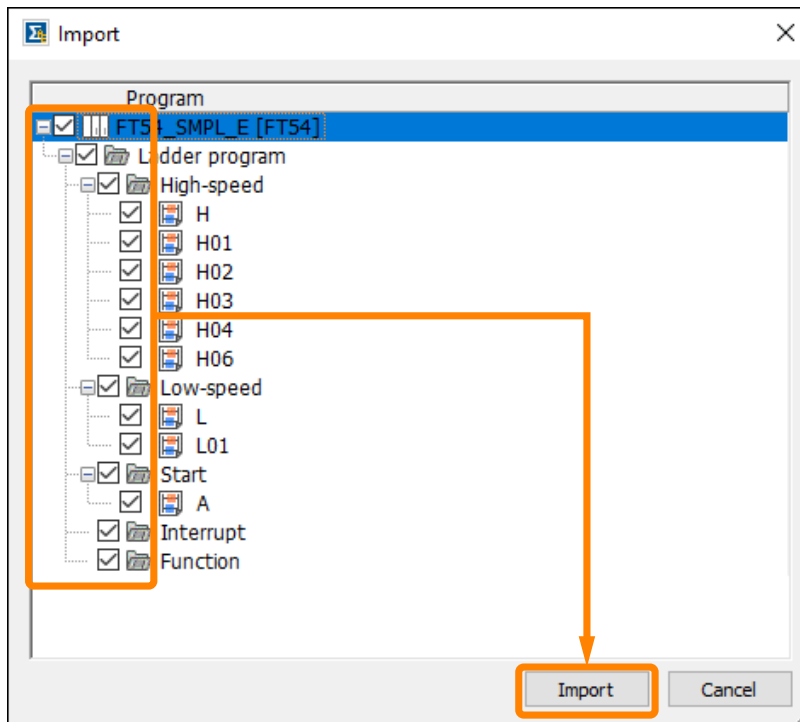 Import
Program
FT54_SMPL_E [FT54]
Ladder program
High-speed
H
H01
H02
H03
H04
H06
Low-speed
L
L01
Start
A
Interrupt
Function
Import
Cancel